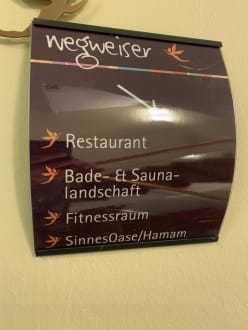 wegweiser
Restaurant
Bade- & Sauna-
landschaft
Fitnessraum
SinnesOase/Hamam